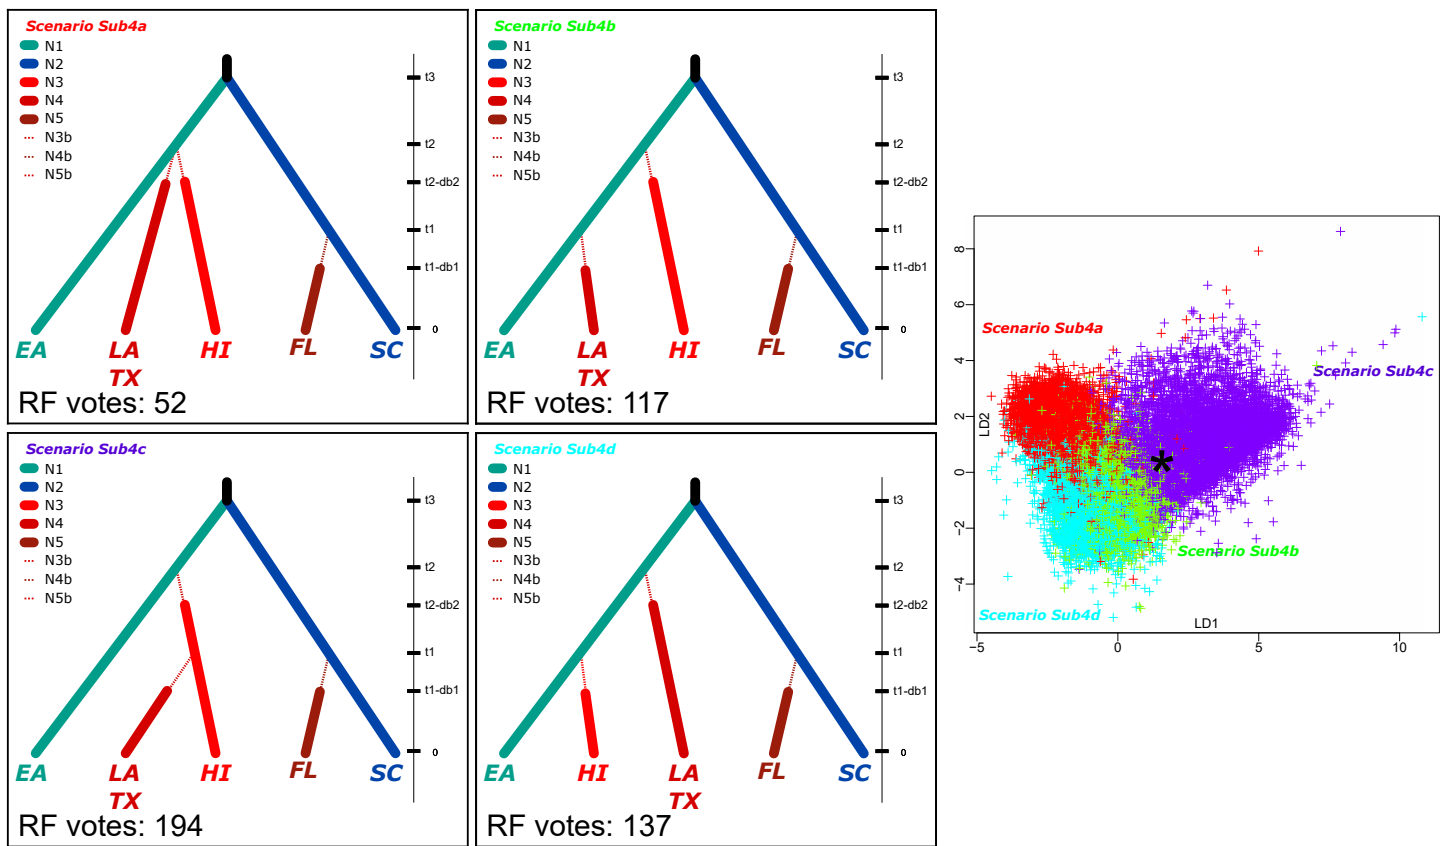 Scenario Sub4a
N1
N2
N3
N4
N5
N3b
N4b
N5b
t3
t2
t2-db2
t1
t1-db1
0
EA LA HI FL SC
TX
RF votes: 52
Scenario Sub4b
N1
N2
N3
N4
N5
N3b
N4b
N5b
t3
t2
t2-db2
t1
t1-db1
0
EA LA HI FL SC
TX
RF votes: 117
Scenario Sub4c
N1
N2
N3
N4
N5
N3b
N4b
N5b
t3
t2
t2-db2
t1
t1-db1
0
EA LA HI FL SC
TX
RF votes: 194
Scenario Sub4d
N1
N2
N3
N4
N5
N3b
N4b
N5b
t3
t2
t2-db2
t1
t1-db1
0
EA HI LA FL SC
TX
RF votes: 137
8
6
4
2
0
−2
−4
LD2
Scenario Sub4a
Scenario Sub4c
Scenario Sub4b
Scenario Sub4d
LD1
−5 0 5 10